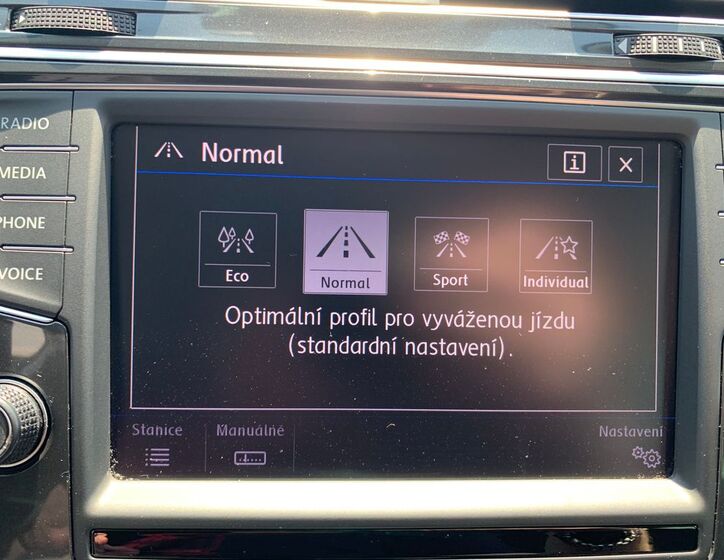 RADIO
MEDIA
PHONE
VOICE
Normal
i X
Eco Normal Sport Individual
Optimální profil pro vyváženou jízdu
(standardní nastavení).
Stanice Manuálně Nastavení